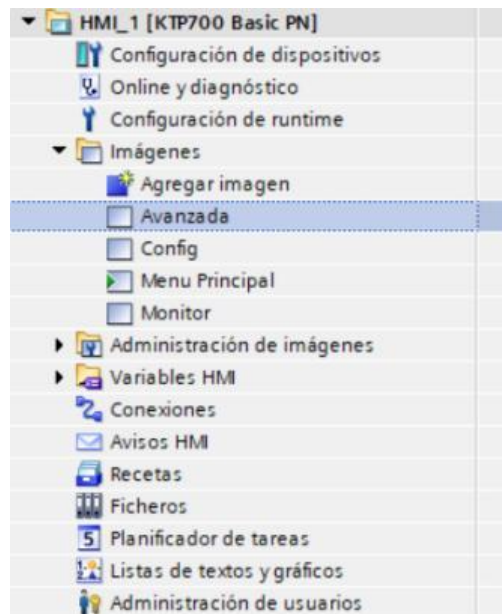 HMI_1 [KTP700 Basic PN]
Configuración de dispositivos
Online y diagnóstico
Configuración de runtime
Imágenes
Agregar imagen
Avanzada
Config
Menu Principal
Monitor
Administración de imágenes
Variables HMI
Conexiones
Avisos HMI
Recetas
Ficheros
Planificador de tareas
Listas de textos y gráficos
Administración de usuarios